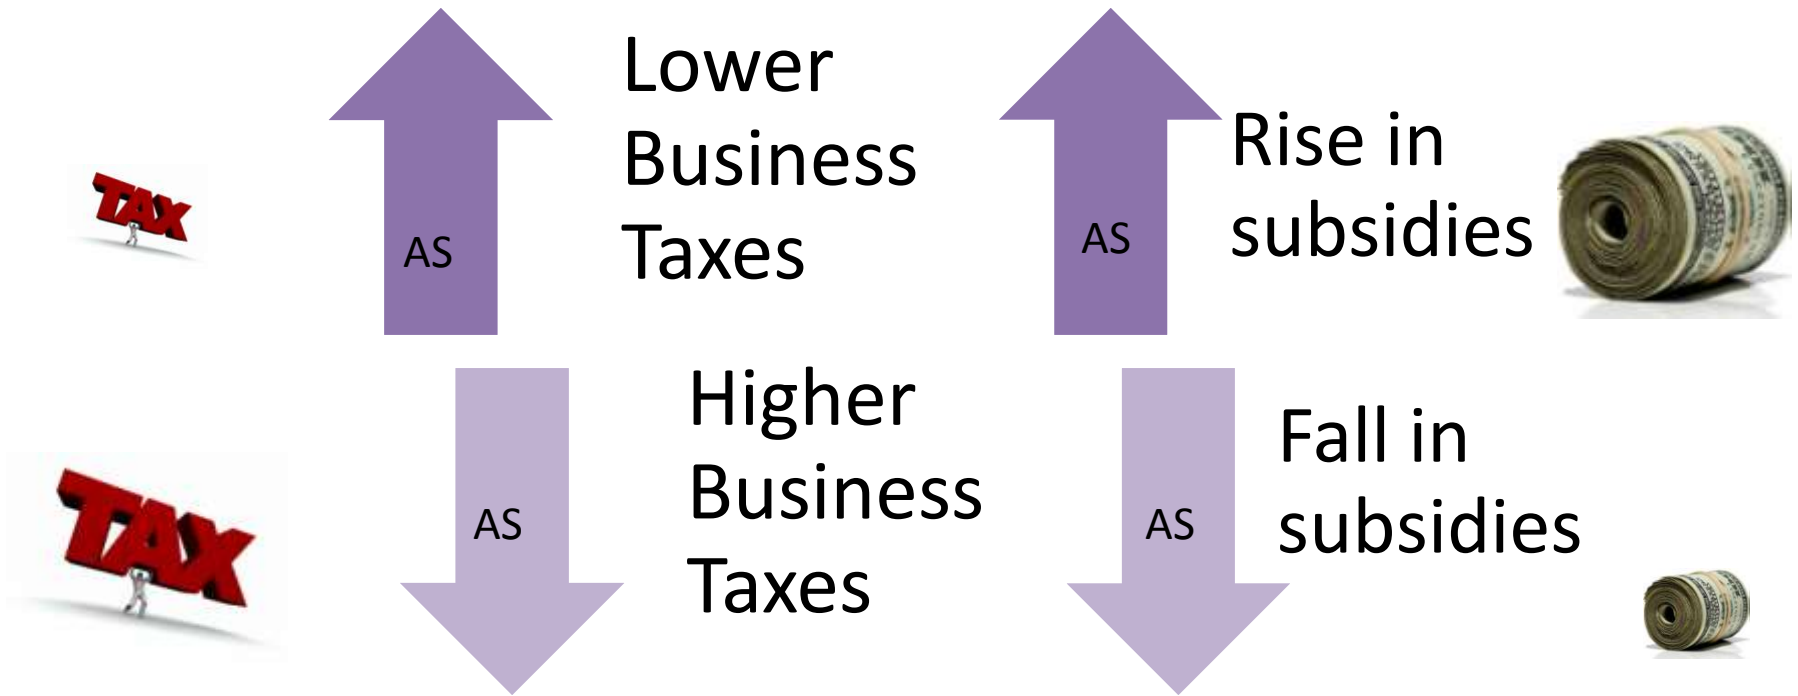 TAX
AS
Lower
Business
Taxes
AS
Rise in
subsidies
TAX
AS
Higher
Business
Taxes
AS
Fall in
subsidies